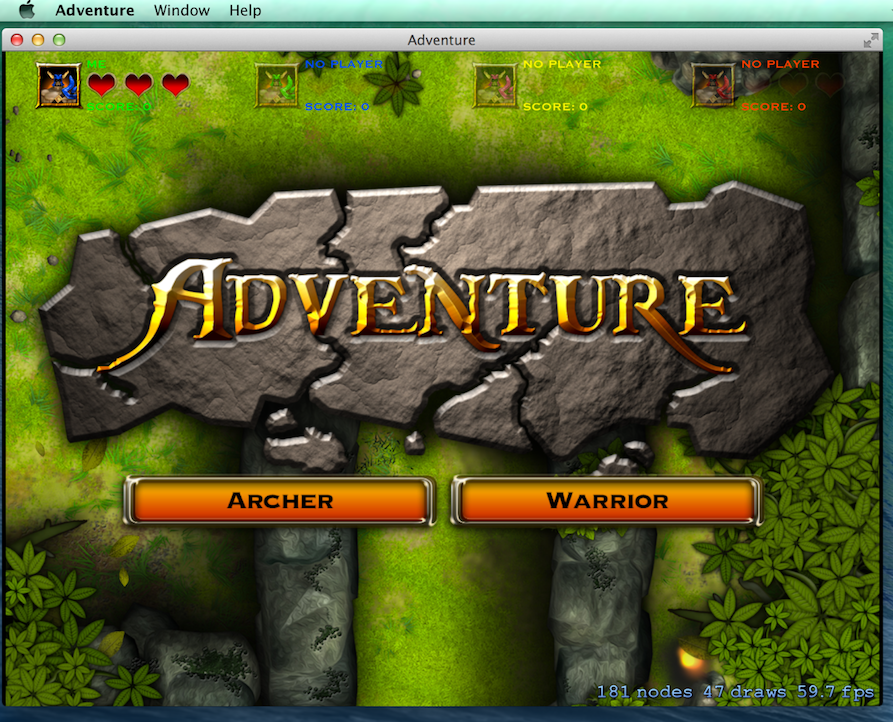 Adventure Window Help
Adventure
ME NO PLAYER NO PLAYER NO PLAYER
SCORE: 0 SCORE: 0 SCORE: 0 SCORE: 0
ADVENTURE
ARCHER WARRIOR
181 nodes 47 draws 59.7 fps